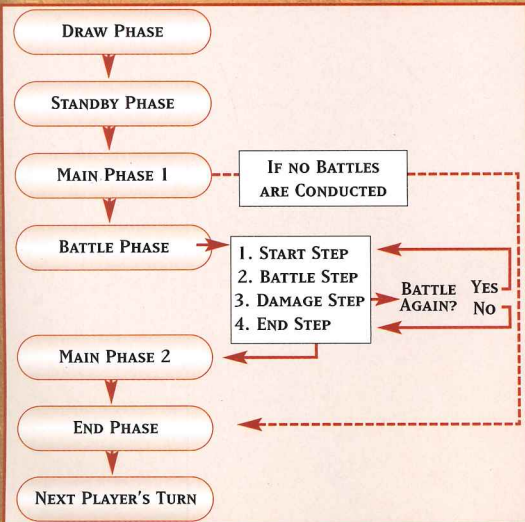 DRAW PHASE
STANDBY PHASE
MAIN PHASE 1
IF NO BATTLES
ARE CONDUCTED
BATTLE PHASE
1. START STEP
2. BATTLE STEP
3. DAMAGE STEP
4. END STEP
BATTLE YES
AGAIN? NO
MAIN PHASE 2
END PHASE
NEXT PLAYER'S TURN